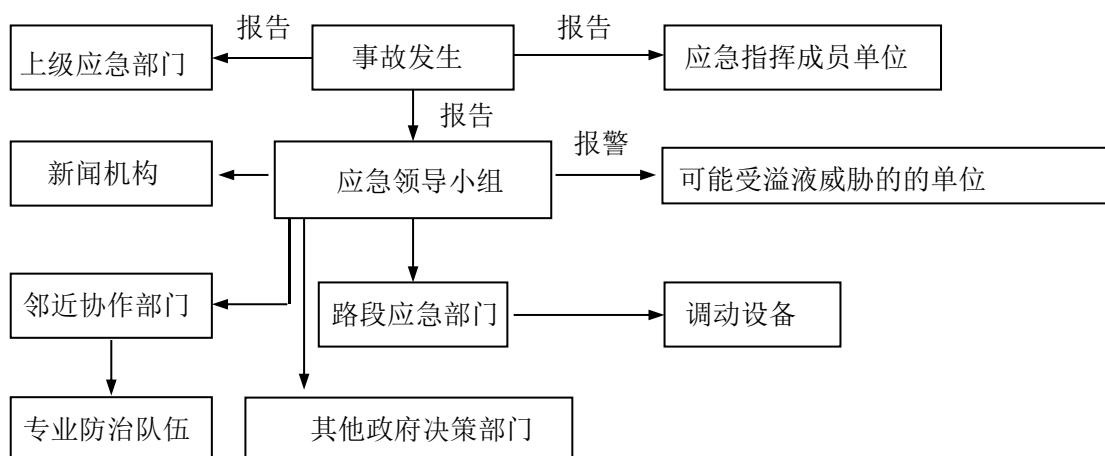 报告
报告
上级应急部门
事故发生
应急指挥成员单位
报告
报警
新闻机构
应急领导小组
可能受溢液威胁的的单位
邻近协作部门
路段应急部门
调动设备
专业防治队伍
其他政府决策部门